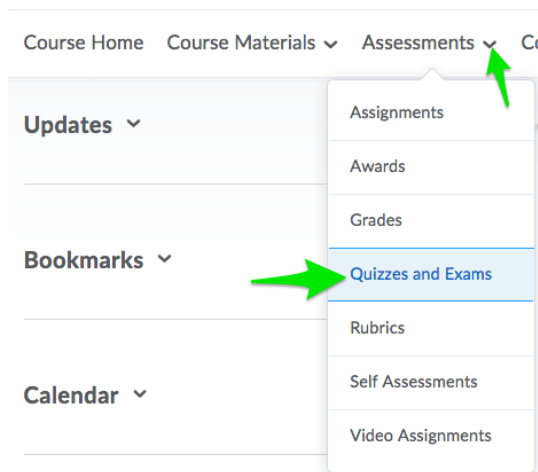 Course Home Course Materials Assessments
Updates
Bookmarks
Calendar
Assignments
Awards
Grades
Quizzes and Exams
Rubrics
Self Assessments
Video Assignments